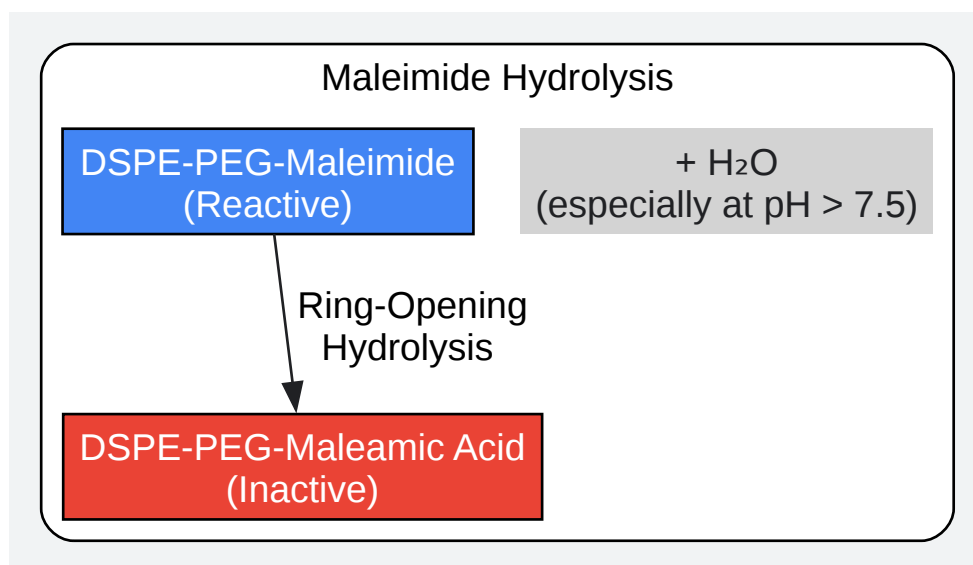 Maleimide Hydrolysis
DSPE-PEG-Maleimide
(Reactive)
+ H₂O
(especially at pH > 7.5)
Ring-Opening
Hydrolysis
DSPE-PEG-Maleamic Acid
(Inactive)